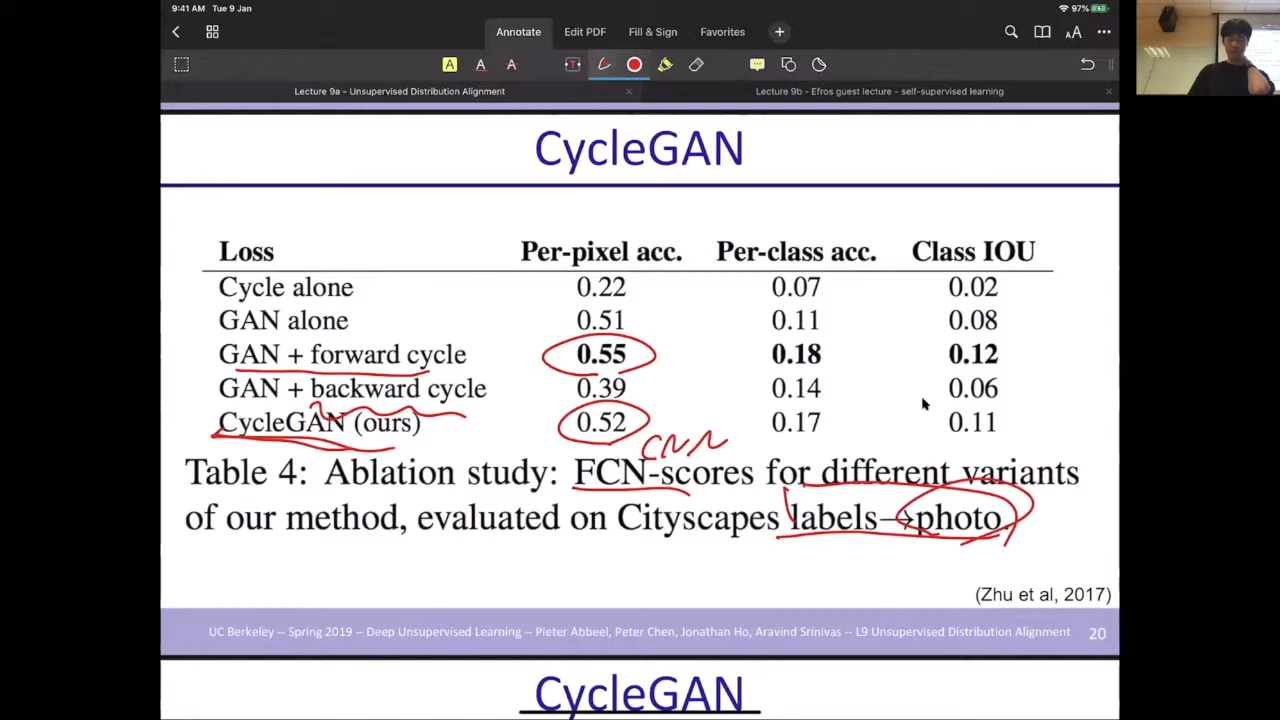 9:41 AM Tue 9 Jan 97%
Annotate Edit PDF Fill & Sign Favorites
A A A T AA
Lecture 9a - Unsupervised Distribution Alignment Lecture 9b - Efros guest lecture - self-supervised learning
CycleGAN
Loss Per-pixel acc. Per-class acc. Class IOU
Cycle alone 0.22 0.07 0.02
GAN alone 0.51 0.11 0.08
GAN + forward cycle 0.55 0.18 0.12
GAN + backward cycle 0.39 0.14 0.06
CycleGAN (ours) 0.52 0.17 0.11
CNN
Table 4: Ablation study: FCN-scores for different variants
of our method, evaluated on Cityscapes labels→photo.
(Zhu et al, 2017)
UC Berkeley -- Spring 2019 -- Deep Unsupervised Learning -- Pieter Abbeel, Peter Chen, Jonathan Ho, Aravind Srinivas -- L9 Unsupervised Distribution Alignment 20
CycleGAN